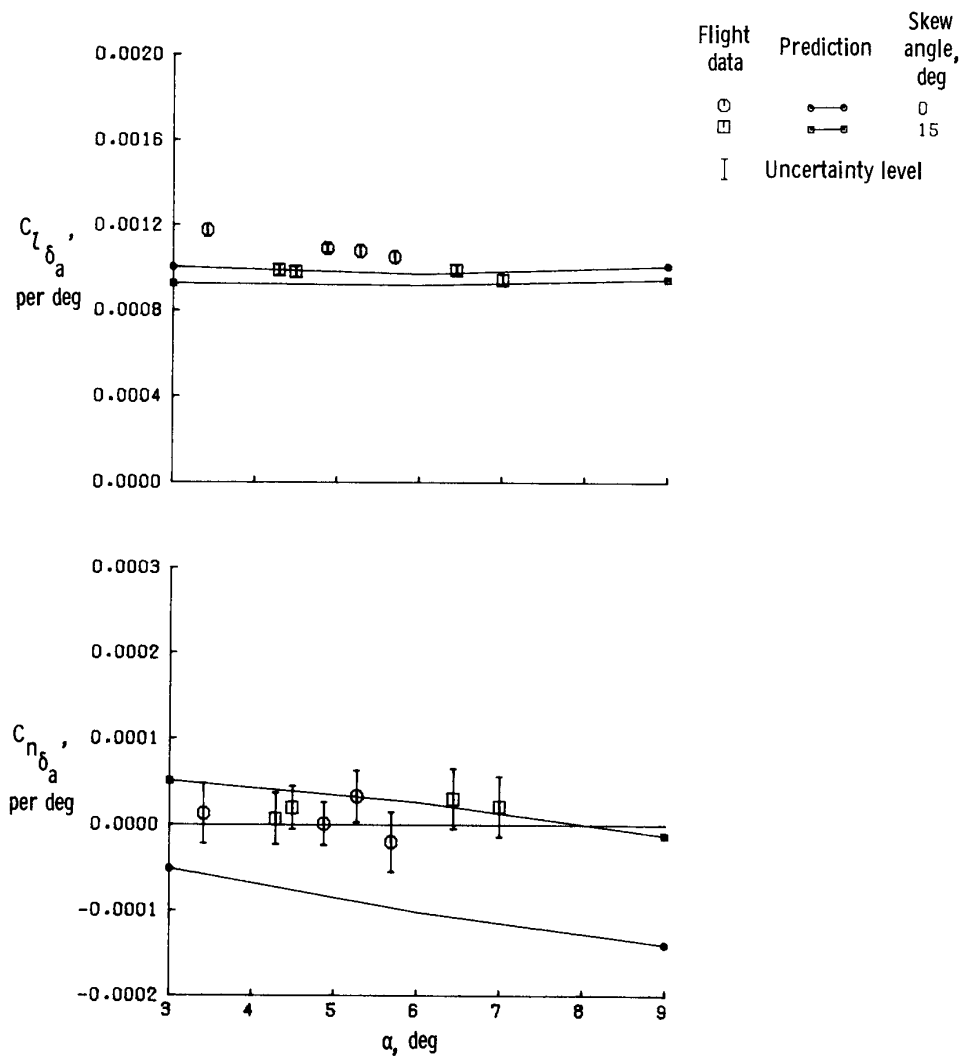 Flight data
Prediction
Skew angle, deg
0
15
Uncertainty level
0.0020
0.0016
0.0012
0.0008
0.0004
0.0000
C l δ a , per deg
0.0003
0.0002
0.0001
0.0000
-0.0001
-0.0002
C n δ a , per deg
3 4 5 6 7 8 9
α, deg